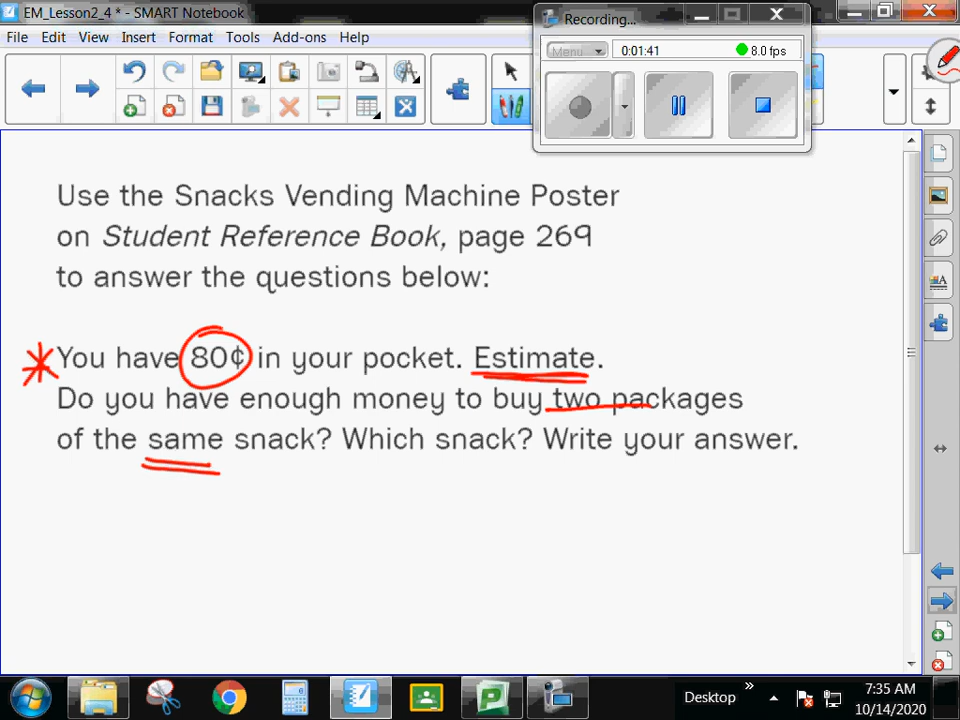 EM_Lesson2_4 * - SMART Notebook
Recording...
File Edit View Insert Format Tools Add-ons Help
Menu
0:01:41
8.0 fps
Use the Snacks Vending Machine Poster
on Student Reference Book, page 269
to answer the questions below:
You have 80¢ in your pocket. Estimate.
Do you have enough money to buy two packages
of the same snack? Which snack? Write your answer.
Desktop
7:35 AM
10/14/2020